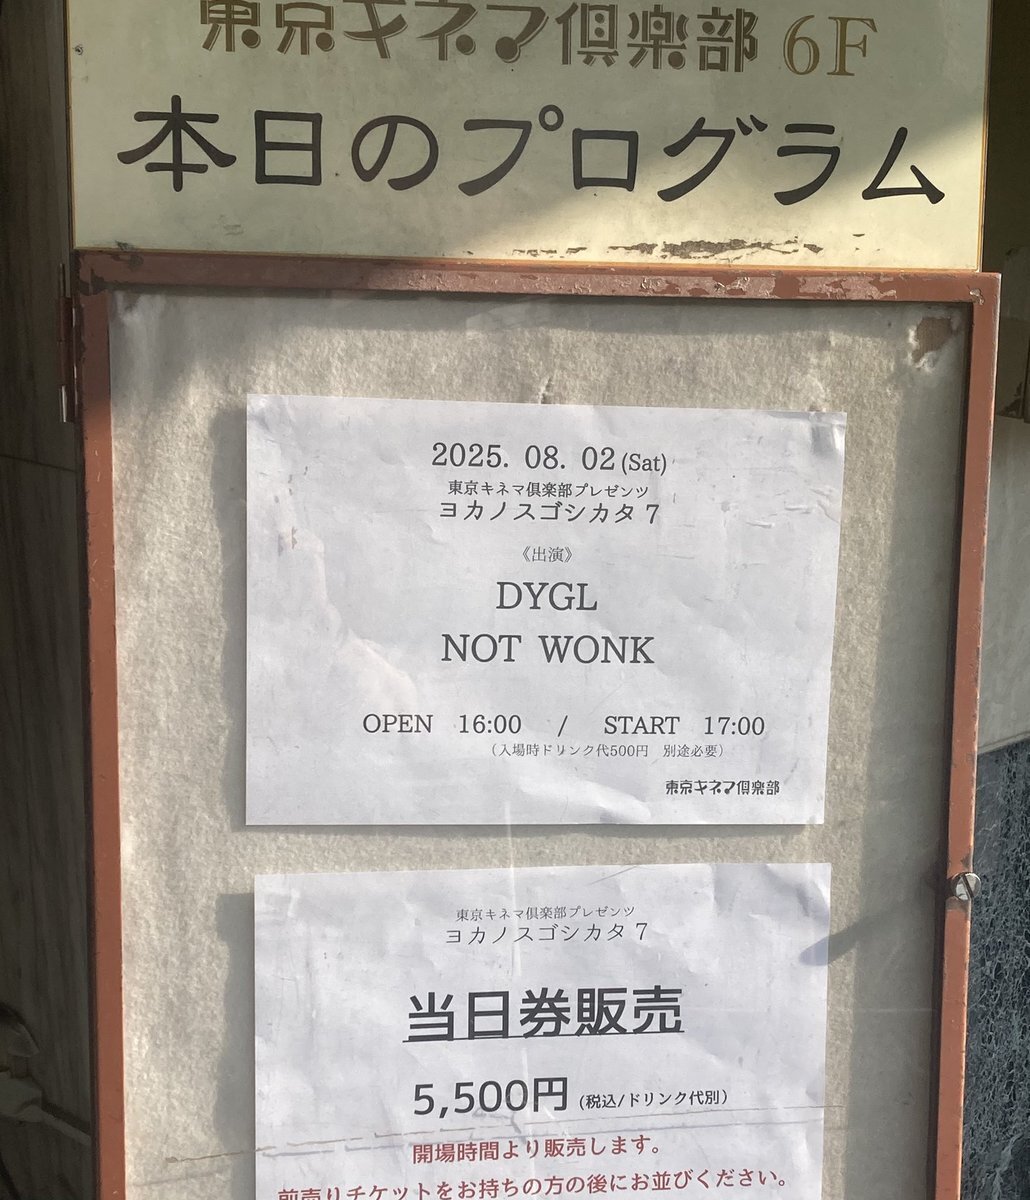 東京キネマ倶楽部 6F
本日のプログラム
2025. 08. 02 (Sat)
東京キネマ倶楽部プレゼンツ
ヨカノスゴシカタ 7
《出演》
DYGL
NOT WONK
OPEN 16:00 / START 17:00
（入場時ドリンク代500円 別途必要）
東京キネマ倶楽部
東京キネマ倶楽部プレゼンツ
ヨカノスゴシカタ 7
当日券販売
5,500円 (税込/ドリンク代別)
開場時間より販売します。
前売りチケットをお持ちの方の後にお並びください。